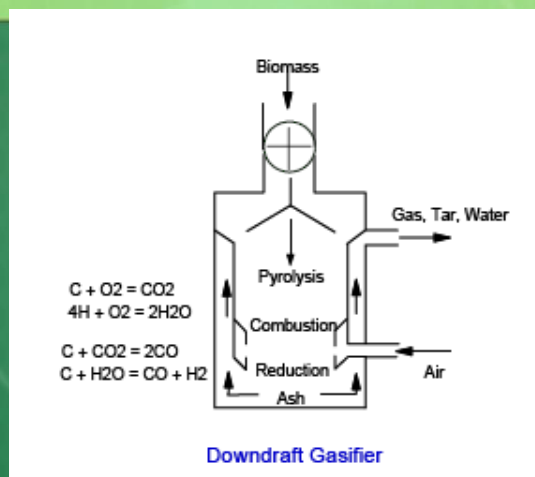 Biomass
Gas, Tar, Water
Pyrolysis
C + O2 = CO2
4H + O2 = 2H2O
Combustion
C + CO2 = 2CO
C + H2O = CO + H2
Reduction
Air
Ash
Downdraft Gasifier